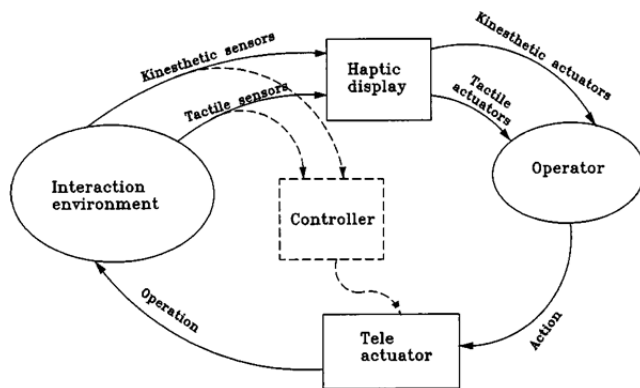 Kinesthetic sensors
Tactile sensors
Haptic
display
Kinesthetic actuators
Tactile
actuators
Interaction
environment
Operator
Controller
Operation
Tele
actuator
Action